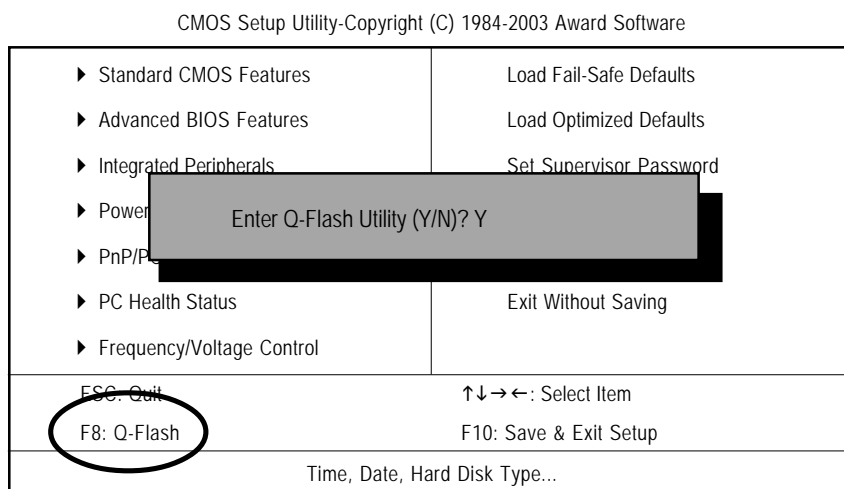 CMOS Setup Utility-Copyright (C) 1984-2003 Award Software
▶ Standard CMOS Features
▶ Advanced BIOS Features
▶ Integrated Peripherals
▶ Power
▶ PnP/P
▶ PC Health Status
▶ Frequency/Voltage Control
Load Fail-Safe Defaults
Load Optimized Defaults
Set Supervisor Password
Exit Without Saving
Enter Q-Flash Utility (Y/N)? Y
ESC: Quit
↑↓→←: Select Item
F8: Q-Flash
F10: Save & Exit Setup
Time, Date, Hard Disk Type...